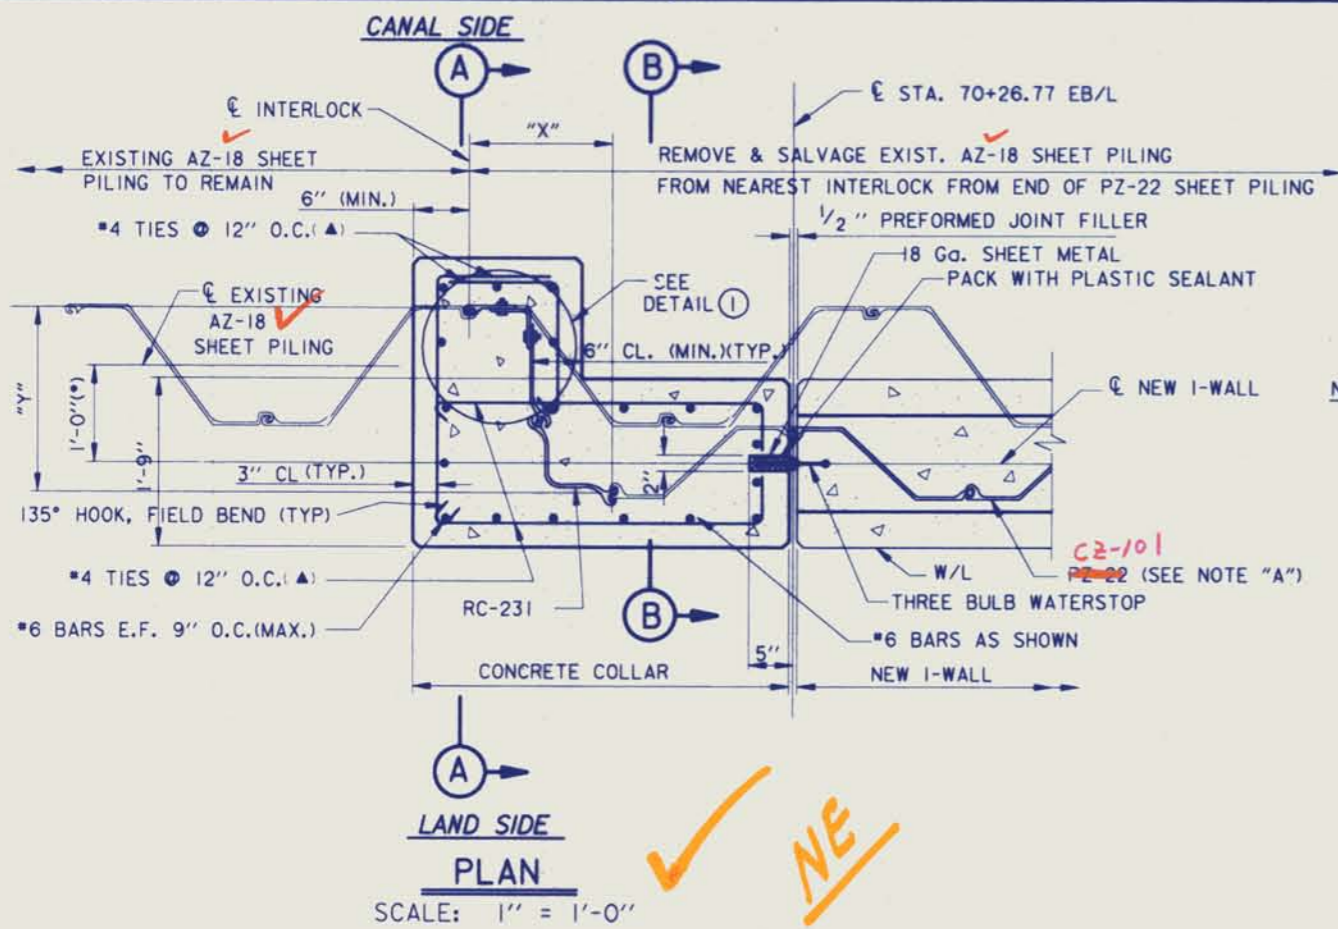 CANAL SIDE
A
B
℄ INTERLOCK
"X"
℄ STA. 70+26.77 EB/L
EXISTING AZ-18 SHEET
PILING TO REMAIN
REMOVE & SALVAGE EXIST. AZ-18 SHEET PILING
FROM NEAREST INTERLOCK FROM END OF PZ-22 SHEET PILING
6" (MIN.)
#4 TIES @ 12" O.C.(▲)
1/2" PREFORMED JOINT FILLER
18 Ga. SHEET METAL
PACK WITH PLASTIC SEALANT
SEE
DETAIL 1
℄ EXISTING
AZ-18
SHEET PILING
6" CL. (MIN.)(TYP.)
"Y"
1'-0"(*)
1'-9"
℄ NEW I-WALL
N
3" CL (TYP.)
2"
135° HOOK, FIELD BEND (TYP)
CZ-101
PZ-22 (SEE NOTE "A")
#4 TIES @ 12" O.C.(▲)
W/L
RC-231
THREE BULB WATERSTOP
#6 BARS E.F. 9" O.C.(MAX.)
B
#6 BARS AS SHOWN
5"
CONCRETE COLLAR
NEW I-WALL
A
LAND SIDE
PLAN
SCALE: 1" = 1'-0"
NE